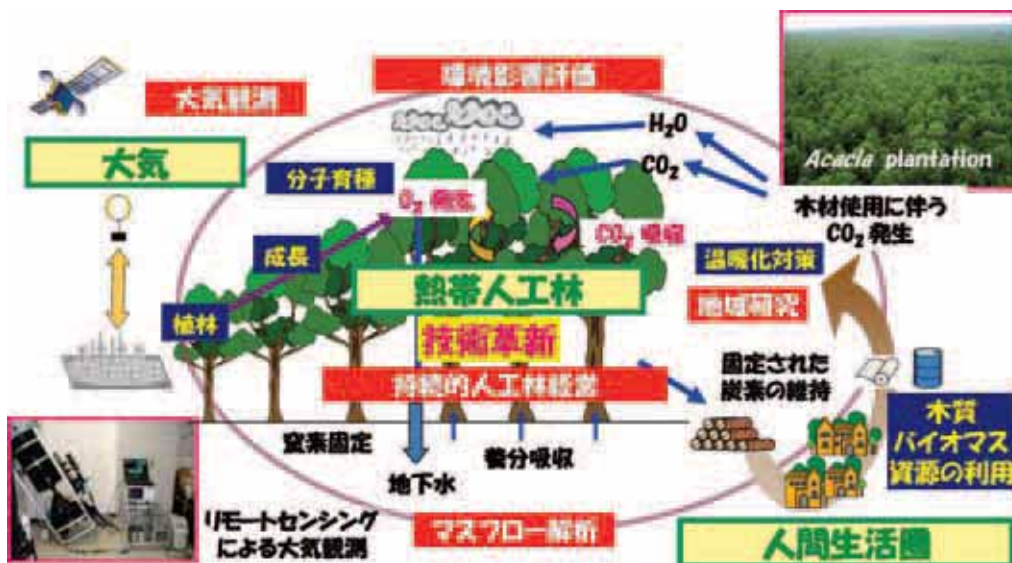 環境影響評価
大気観測
大気
H₂O
CO₂
Acacia plantation
分子育種
O₂ 発生
木材使用に伴う
CO₂ 発生
CO₂ 吸収
成長
温暖化対策
熱帯人工林
地域研究
植林
技術革新
固定された
炭素の維持
持続的人工林経営
木質
バイオマス
資源の利用
窒素固定
養分吸収
地下水
リモートセンシング
による大気観測
マスフロー解析
人間生活圏